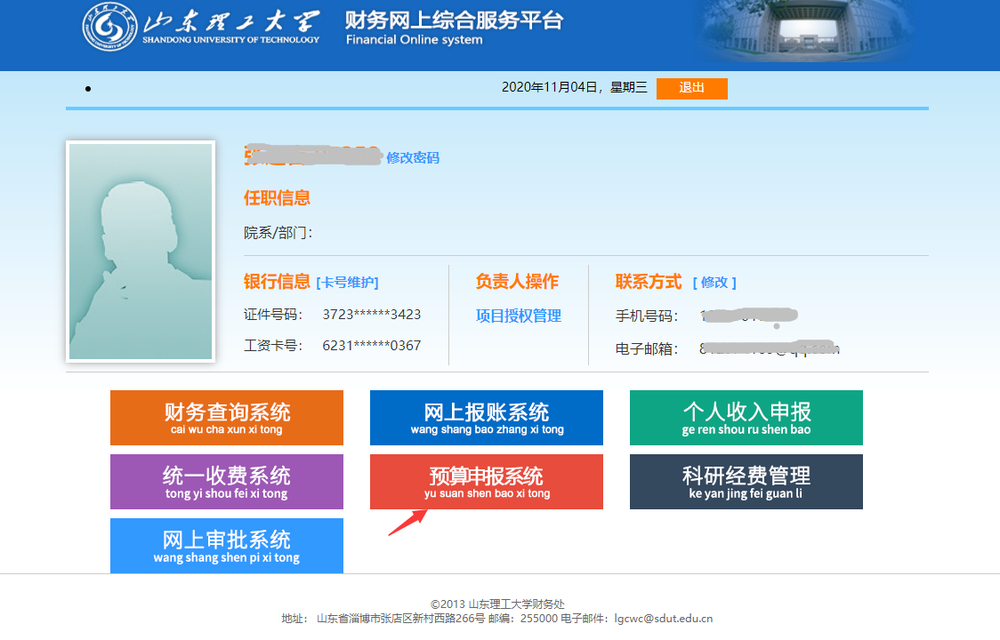 山东理工大学
SHANDONG UNIVERSITY OF TECHNOLOGY
财务网上综合服务平台
Financial Online system
2020年11月04日，星期三 退出
修改密码
任职信息
院系/部门：
银行信息 [卡号维护]
证件号码： 3723******3423
工资卡号： 6231******0367
负责人操作
项目授权管理
联系方式 [ 修改 ]
手机号码：
电子邮箱：
财务查询系统
cai wu cha xun xi tong
网上报账系统
wang shang bao zhang xi tong
个人收入申报
ge ren shou ru shen bao
统一收费系统
tong yi shou fei xi tong
预算申报系统
yu suan shen bao xi tong
科研经费管理
ke yan jing fei guan li
网上审批系统
wang shang shen pi xi tong
©2013 山东理工大学财务处
地址： 山东省淄博市张店区新村西路266号 邮编：255000 电子邮件：lgcwc@sdut.edu.cn